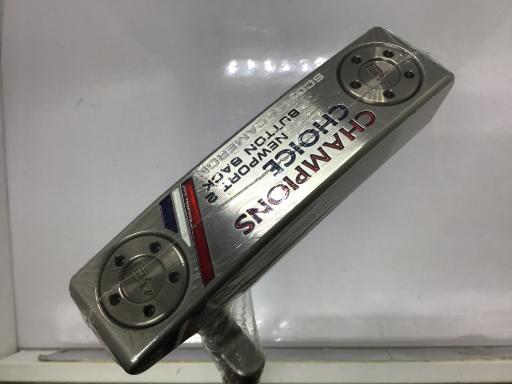 CHAMPIONS
CHOICE
NEWPORT 2
BUTTON BACK
SCOTTY CAMERON